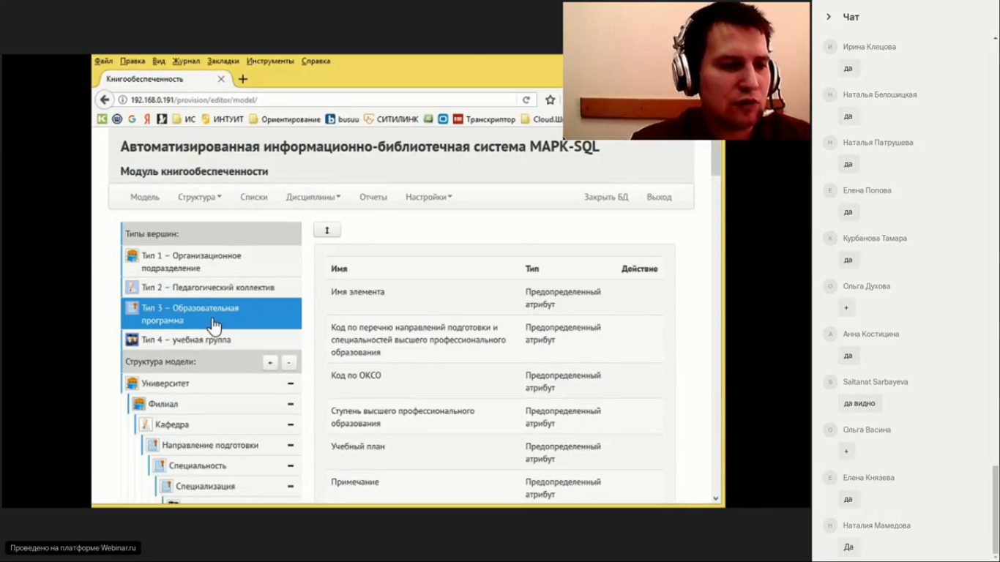 Файл Правка Вид Журнал Закладки Инструменты Справка
Книгообеспеченность
192.168.0.191/provision/editor/model/
ИС ИНТУИТ Ориентирование busuu СИТИЛИНК Транскриптор
Автоматизированная информационно-библиотечная система МАРК-SQL
Модуль книгообеспеченности
Модель Структура Списки Дисциплины Отчеты Настройки Закрыть БД Выход
Типы вершин:
Тип 1 – Организационное
подразделение
Тип 2 – Педагогический коллектив
Тип 3 – Образовательная
программа
Тип 4 – учебная группа
Структура модели:
Университет
Филиал
Кафедра
Направление подготовки
Специальность
Специализация
Имя Тип Действие
Имя элемента Предопределенный
атрибут
Код по перечню направлений подготовки и Предопределенный
специальностей высшего профессионального атрибут
образования
Код по ОКСО Предопределенный
атрибут
Ступень высшего профессионального Предопределенный
образования атрибут
Учебный план Предопределенный
атрибут
Примечание Предопределенный
атрибут
Проведено на платформе Webinar.ru
Чат
И Ирина Клецова
да
Н Наталья Белошицкая
да
Н Наталья Патрушева
да
Е Елена Попова
да
К Курбанова Тамара
да
О Ольга Духова
+
А Анна Костицина
да
S Saltanat Sarbayeva
да видно
О Ольга Васина
+
Е Елена Князева
да
Н Наталия Мамедова
Да